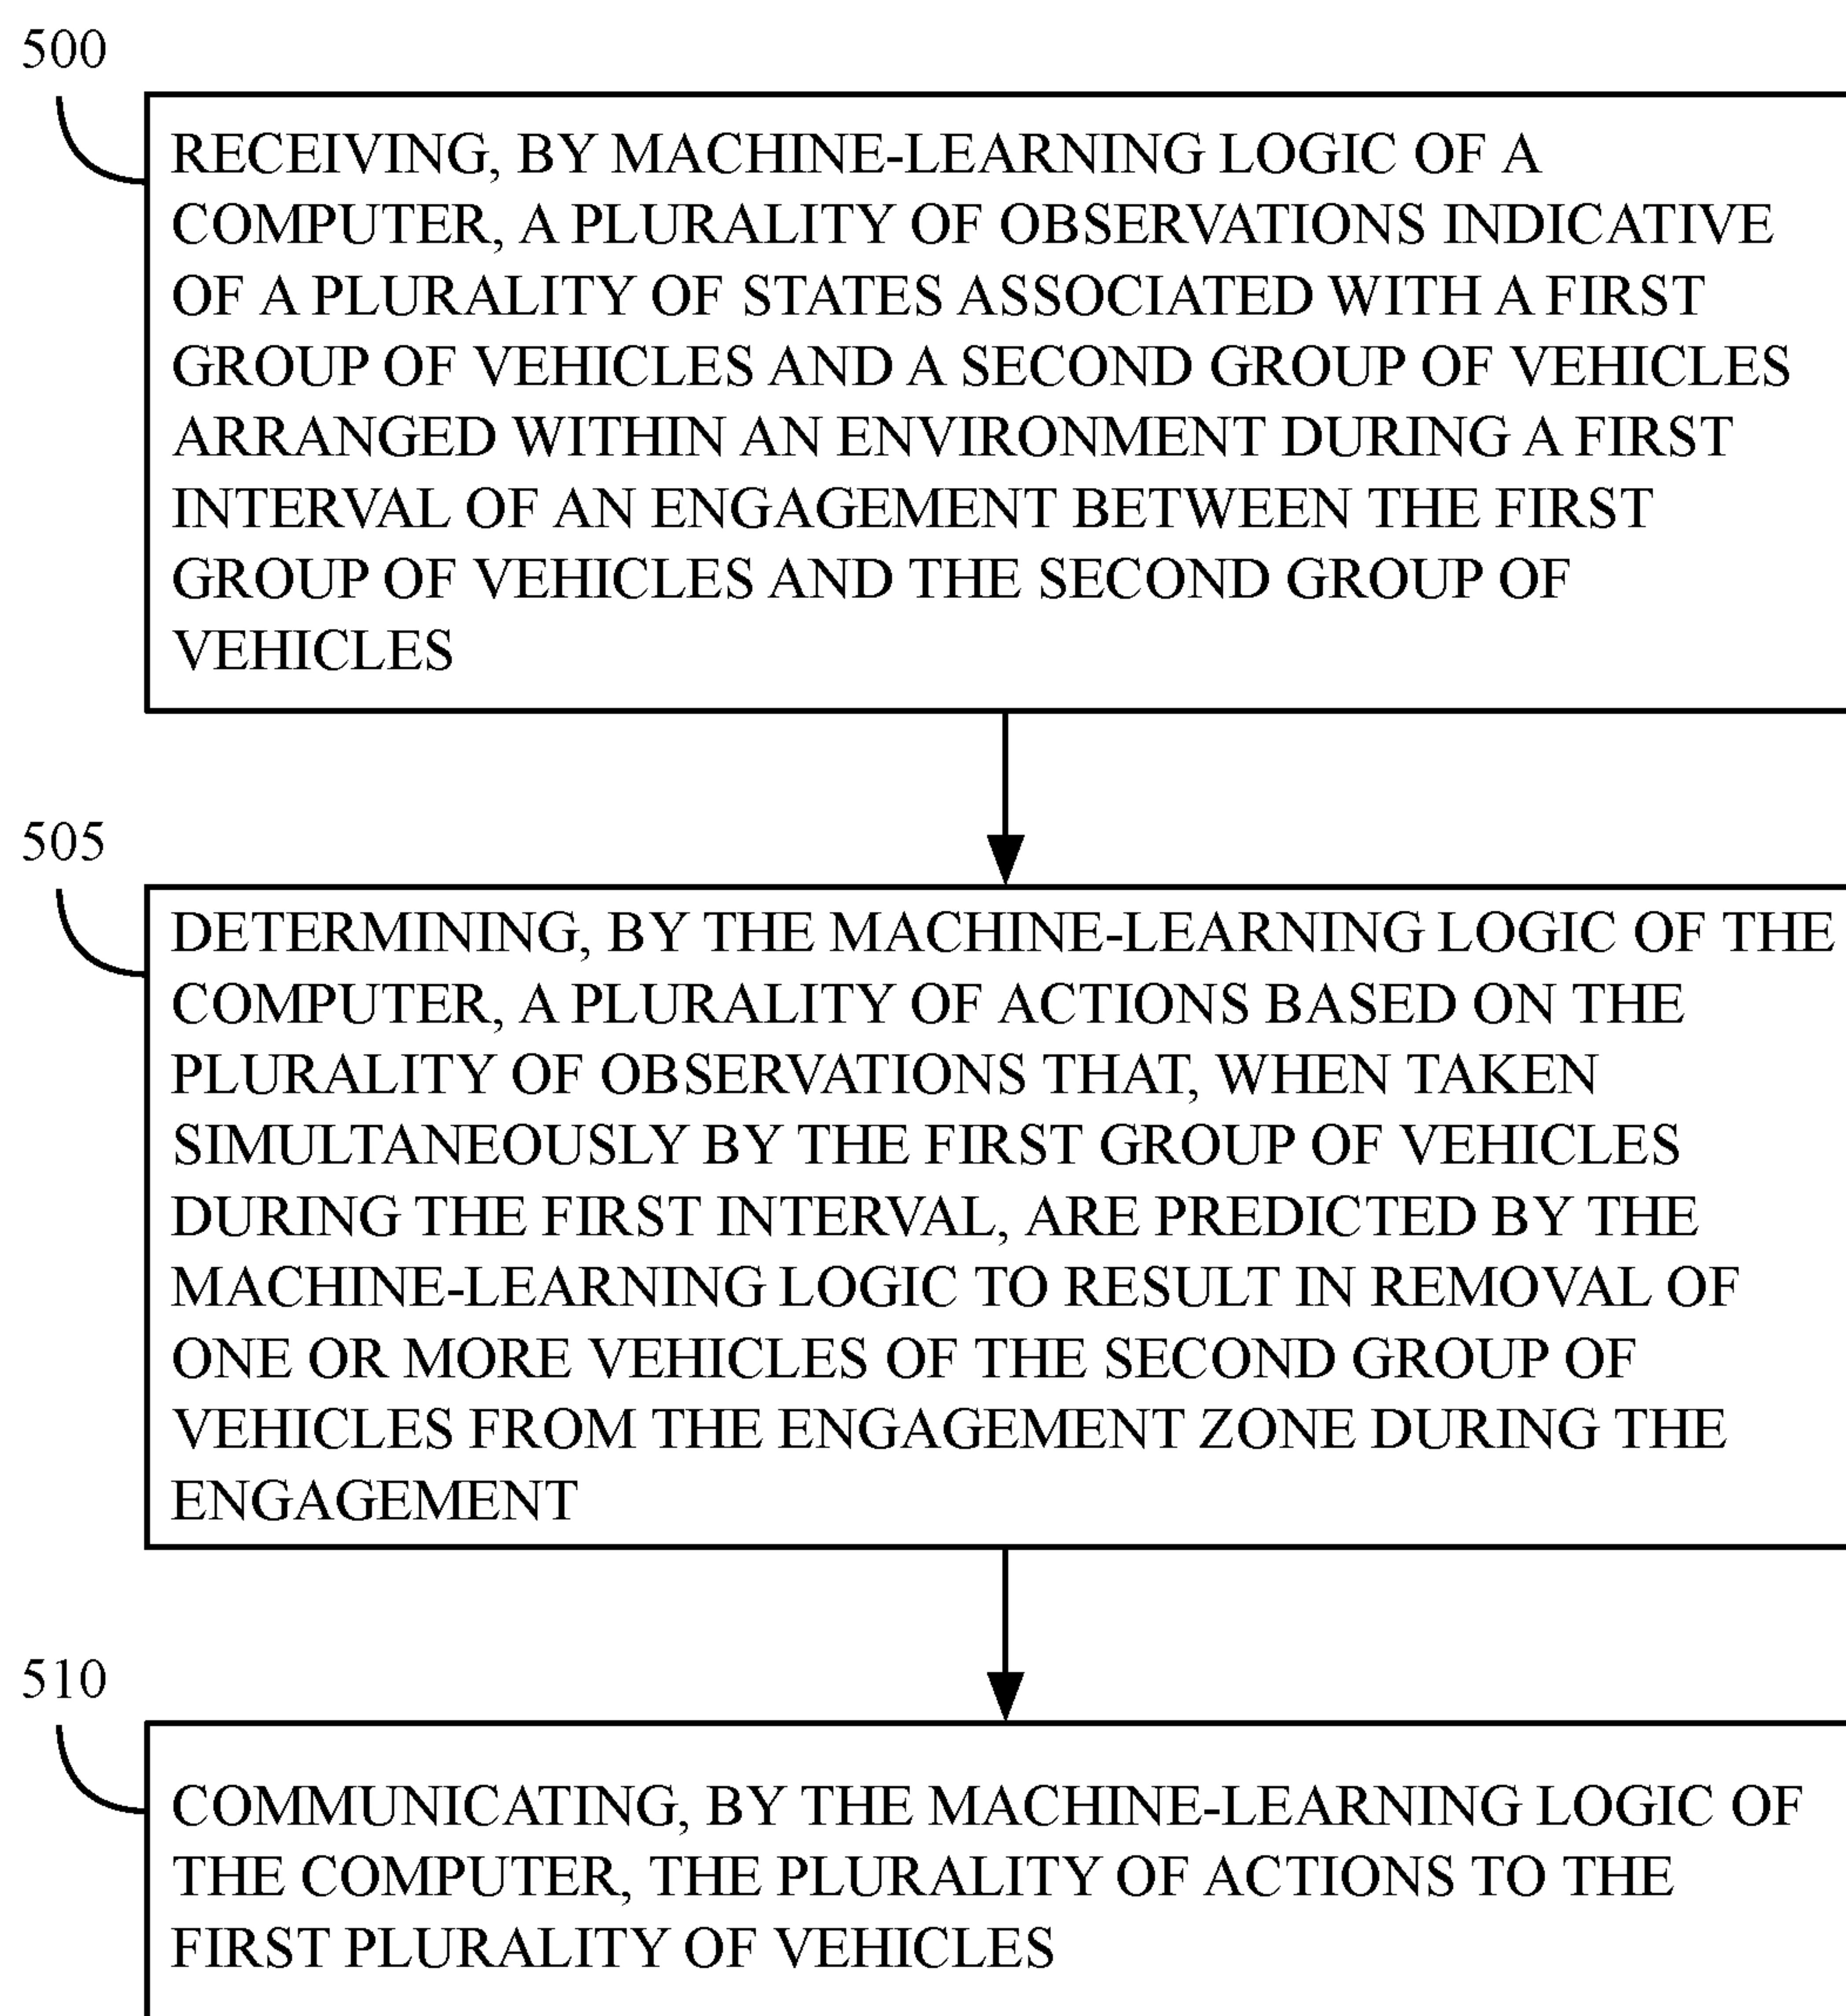 500
RECEIVING, BY MACHINE-LEARNING LOGIC OF A
COMPUTER, A PLURALITY OF OBSERVATIONS INDICATIVE
OF A PLURALITY OF STATES ASSOCIATED WITH A FIRST
GROUP OF VEHICLES AND A SECOND GROUP OF VEHICLES
ARRANGED WITHIN AN ENVIRONMENT DURING A FIRST
INTERVAL OF AN ENGAGEMENT BETWEEN THE FIRST
GROUP OF VEHICLES AND THE SECOND GROUP OF
VEHICLES
505
DETERMINING, BY THE MACHINE-LEARNING LOGIC OF THE
COMPUTER, A PLURALITY OF ACTIONS BASED ON THE
PLURALITY OF OBSERVATIONS THAT, WHEN TAKEN
SIMULTANEOUSLY BY THE FIRST GROUP OF VEHICLES
DURING THE FIRST INTERVAL, ARE PREDICTED BY THE
MACHINE-LEARNING LOGIC TO RESULT IN REMOVAL OF
ONE OR MORE VEHICLES OF THE SECOND GROUP OF
VEHICLES FROM THE ENGAGEMENT ZONE DURING THE
ENGAGEMENT
510
COMMUNICATING, BY THE MACHINE-LEARNING LOGIC OF
THE COMPUTER, THE PLURALITY OF ACTIONS TO THE
FIRST PLURALITY OF VEHICLES